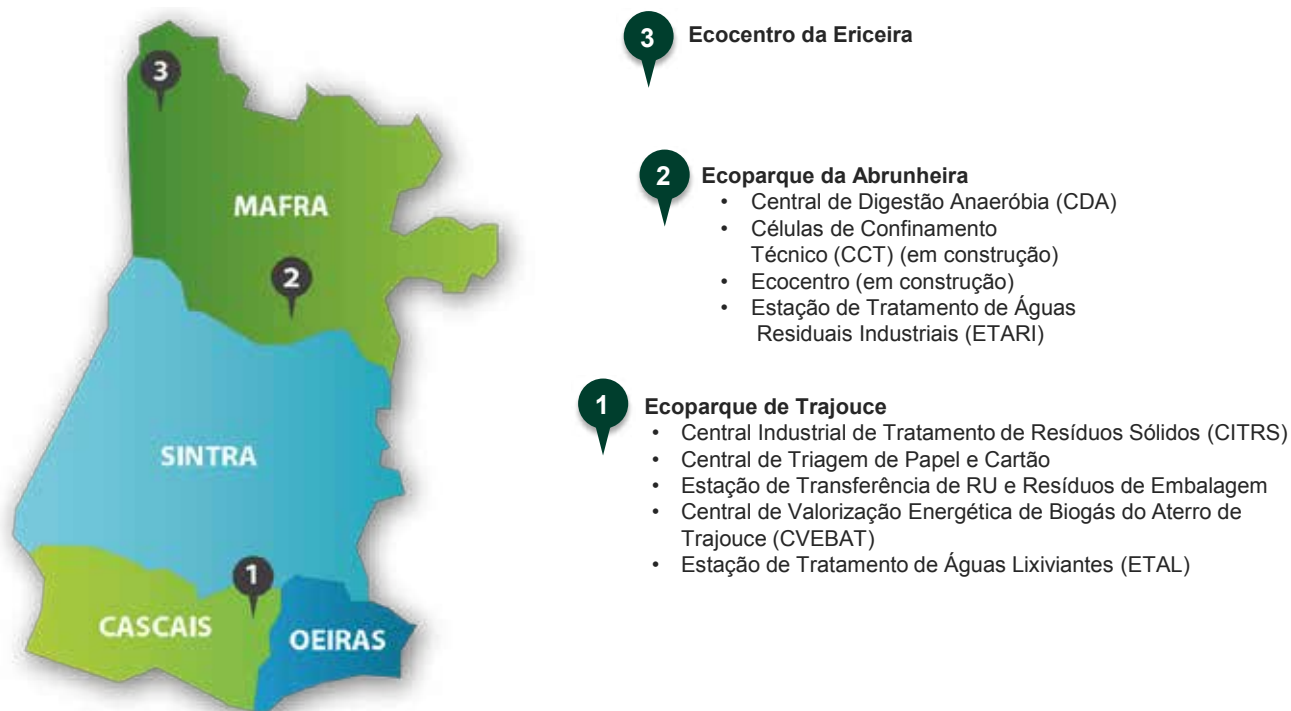 3
MAFRA
2
SINTRA
1
CASCAIS
OEIRAS
3 Ecocentro da Ericeira
2 Ecoparque da Abrunheira
• Central de Digestão Anaeróbia (CDA)
• Células de Confinamento
Técnico (CCT) (em construção)
• Ecocentro (em construção)
• Estação de Tratamento de Águas
Residuais Industriais (ETARI)
1 Ecoparque de Trajouce
• Central Industrial de Tratamento de Resíduos Sólidos (CITRS)
• Central de Triagem de Papel e Cartão
• Estação de Transferência de RU e Resíduos de Embalagem
• Central de Valorização Energética de Biogás do Aterro de
Trajouce (CVEBAT)
• Estação de Tratamento de Águas Lixiviantes (ETAL)